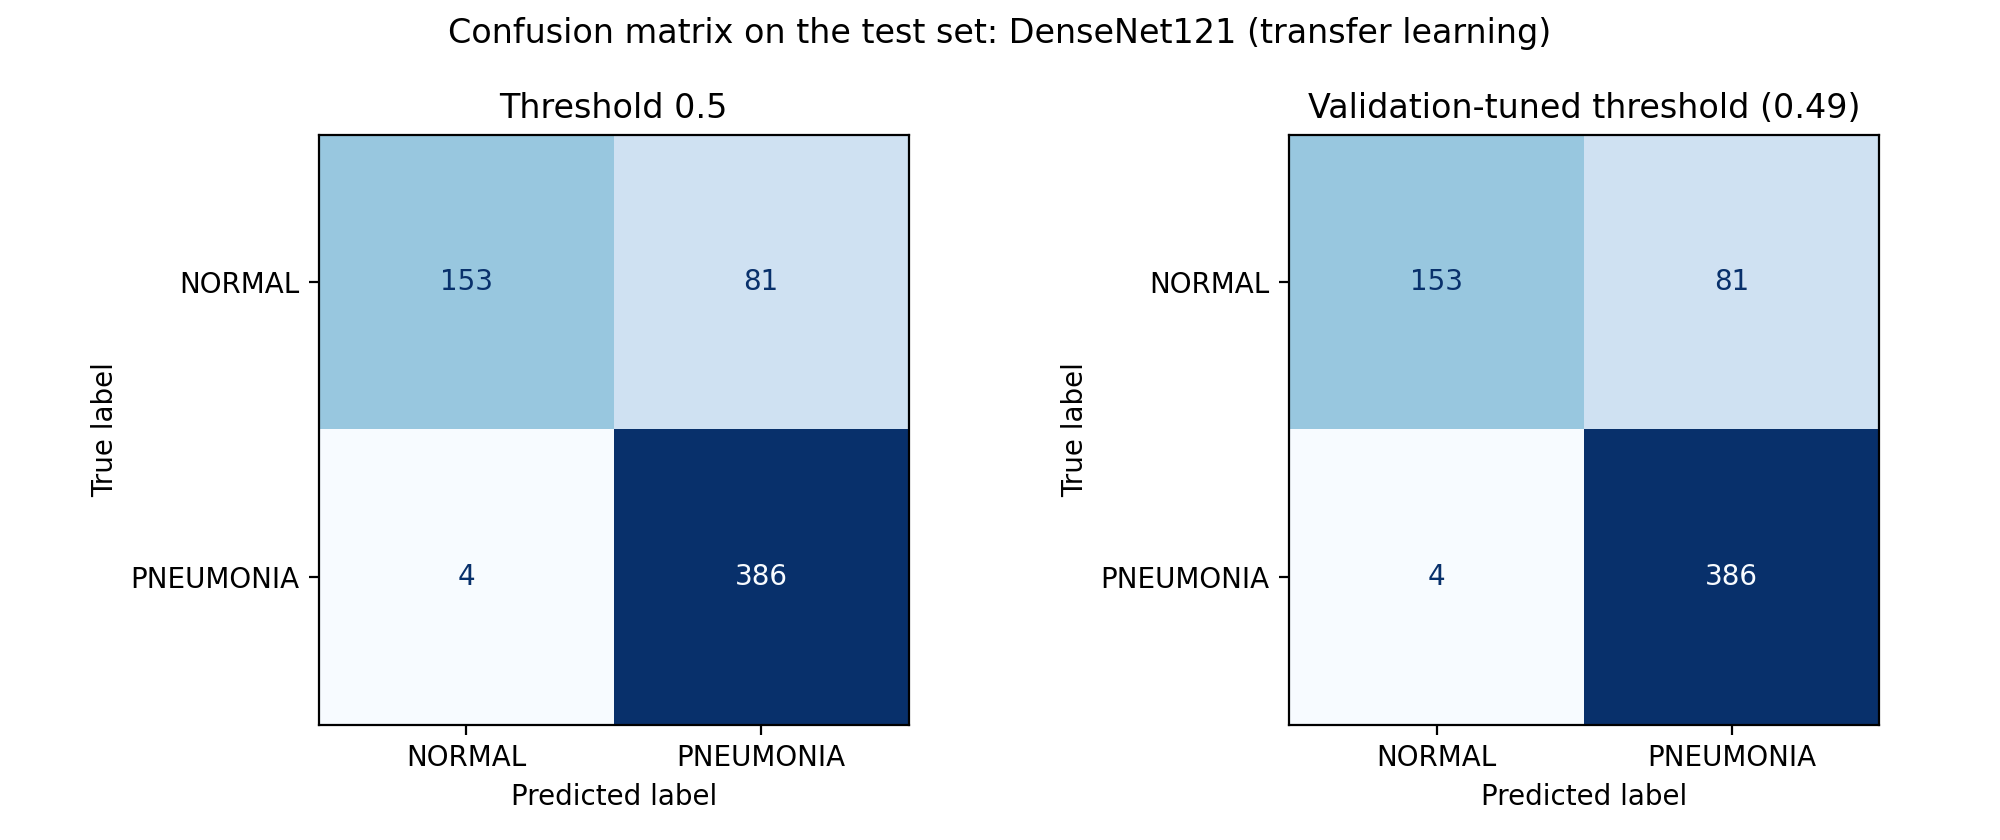 Confusion matrix on the test set: DenseNet121 (transfer learning)
Threshold 0.5
NORMAL
PNEUMONIA
True label
153
81
4
386
NORMAL
PNEUMONIA
Predicted label
Validation-tuned threshold (0.49)
NORMAL
PNEUMONIA
True label
153
81
4
386
NORMAL
PNEUMONIA
Predicted label